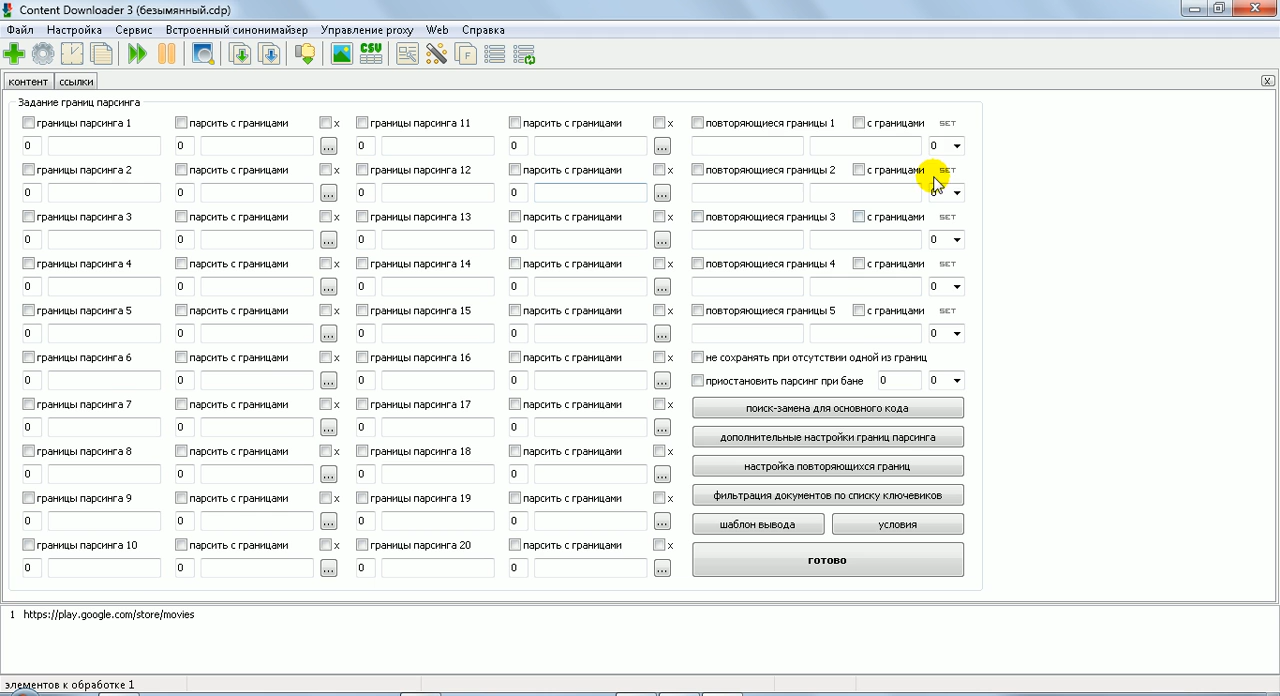 Content Downloader 3 (безымянный.cdp)
Файл Настройка Сервис Встроенный синонимайзер Управление proxy Web Справка
CSV
F
контент ссылки x
Задание границ парсинга
границы парсинга 1 парсить с границами x границы парсинга 11 парсить с границами x повторяющиеся границы 1 с границами SET
0 0 ... 0 0 ... 0
границы парсинга 2 парсить с границами x границы парсинга 12 парсить с границами x повторяющиеся границы 2 с границами SET
0 0 ... 0 0 ... 0
границы парсинга 3 парсить с границами x границы парсинга 13 парсить с границами x повторяющиеся границы 3 с границами SET
0 0 ... 0 0 ... 0
границы парсинга 4 парсить с границами x границы парсинга 14 парсить с границами x повторяющиеся границы 4 с границами SET
0 0 ... 0 0 ... 0
границы парсинга 5 парсить с границами x границы парсинга 15 парсить с границами x повторяющиеся границы 5 с границами SET
0 0 ... 0 0 ... 0
границы парсинга 6 парсить с границами x границы парсинга 16 парсить с границами x не сохранять при отсутствии одной из границ
0 0 ... 0 0 ... приостановить парсинг при бане 0 0
границы парсинга 7 парсить с границами x границы парсинга 17 парсить с границами x поиск-замена для основного кода
0 0 ... 0 0 ... дополнительные настройки границ парсинга
границы парсинга 8 парсить с границами x границы парсинга 18 парсить с границами x настройка повторяющихся границ
0 0 ... 0 0 ...
границы парсинга 9 парсить с границами x границы парсинга 19 парсить с границами x фильтрация документов по списку ключевиков
0 0 ... 0 0 ... шаблон вывода условия
границы парсинга 10 парсить с границами x границы парсинга 20 парсить с границами x готово
0 0 ... 0 0 ...
1 https://play.google.com/store/movies
элементов к обработке 1